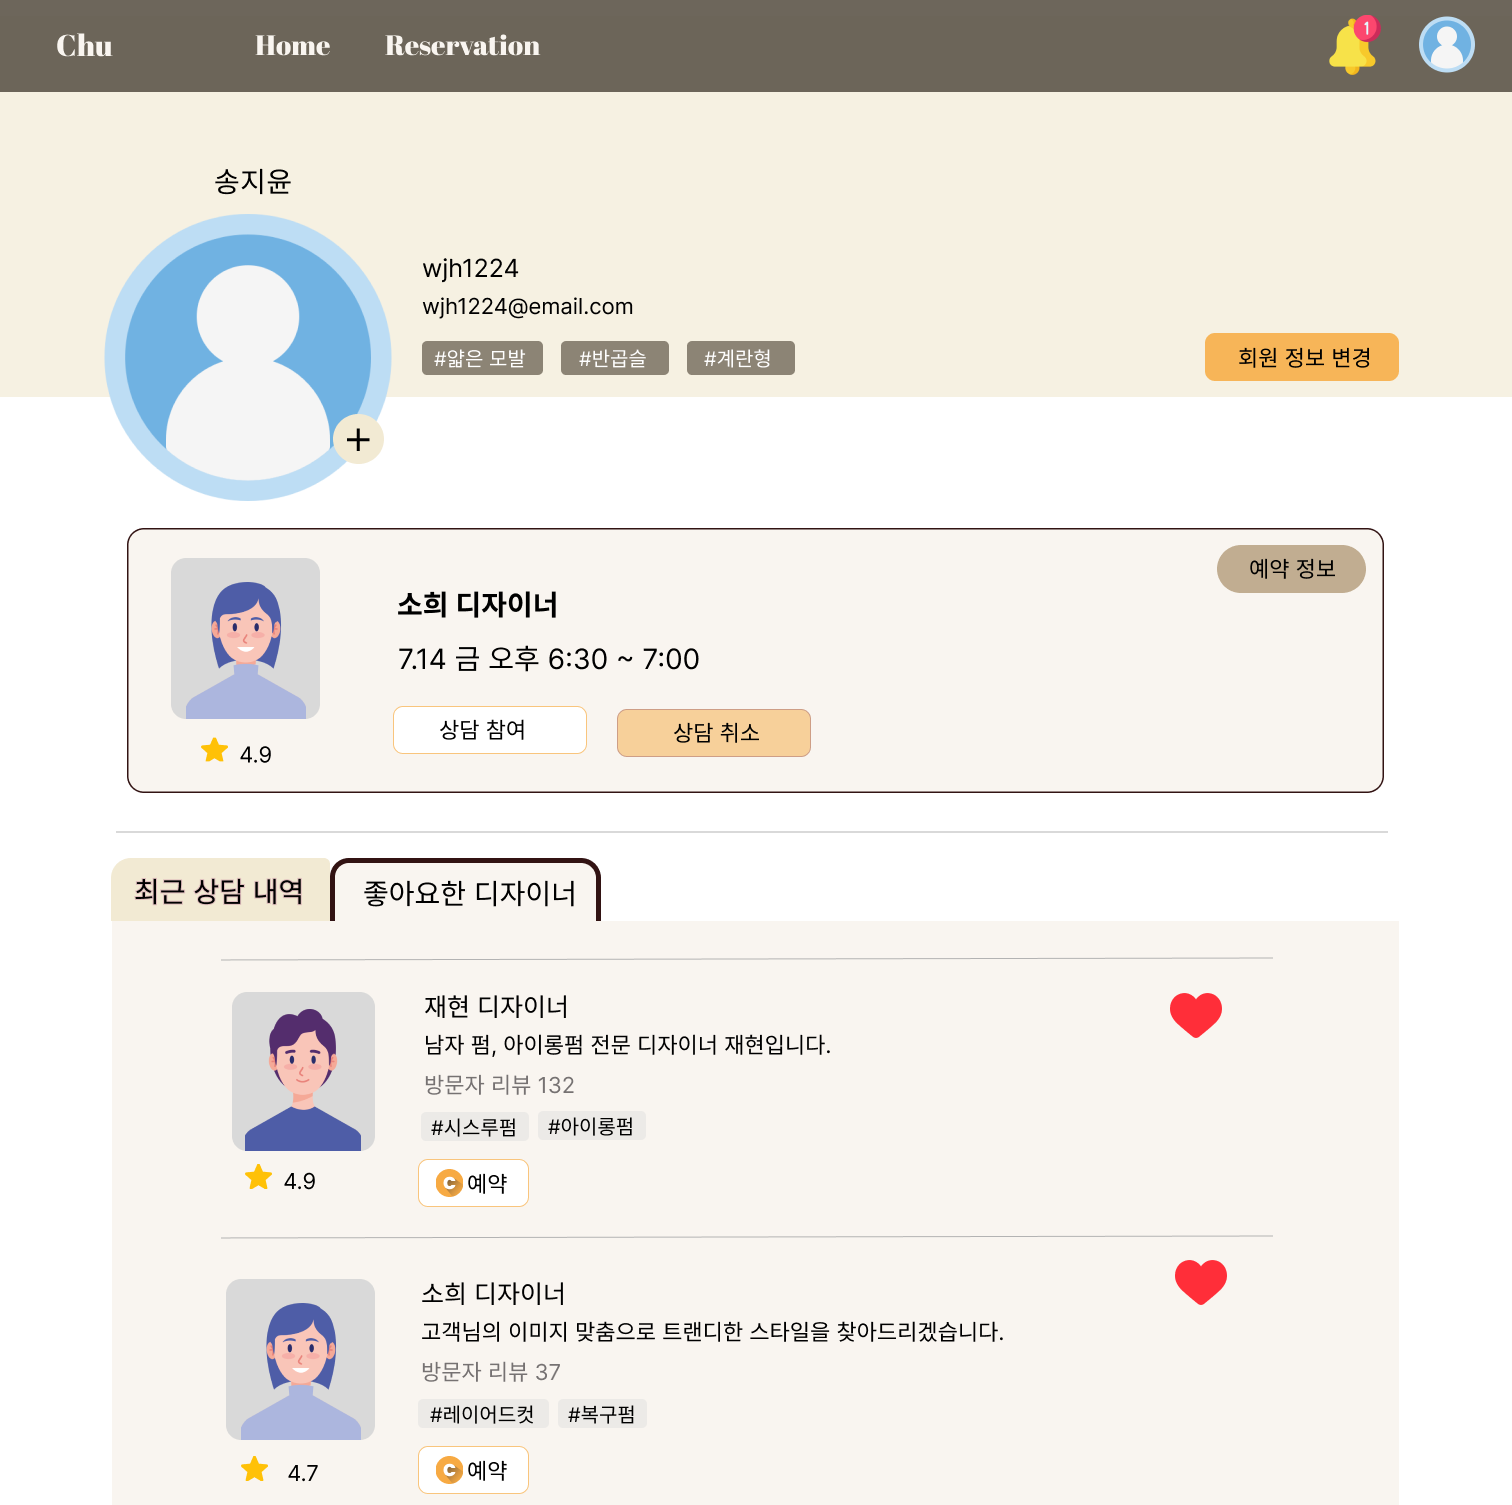 Chu
Home
Reservation
1
송지윤
wjh1224
wjh1224@email.com
#얇은 모발
#반곱슬
#계란형
회원 정보 변경
+
예약 정보
소희 디자이너
7.14 금 오후 6:30 ~ 7:00
상담 참여
상담 취소
4.9
최근 상담 내역
좋아요한 디자이너
재현 디자이너
남자 펌, 아이롱펌 전문 디자이너 재현입니다.
방문자 리뷰 132
#시스루펌
#아이롱펌
4.9
C 예약
소희 디자이너
고객님의 이미지 맞춤으로 트랜디한 스타일을 찾아드리겠습니다.
방문자 리뷰 37
#레이어드컷
#복구펌
4.7
C 예약